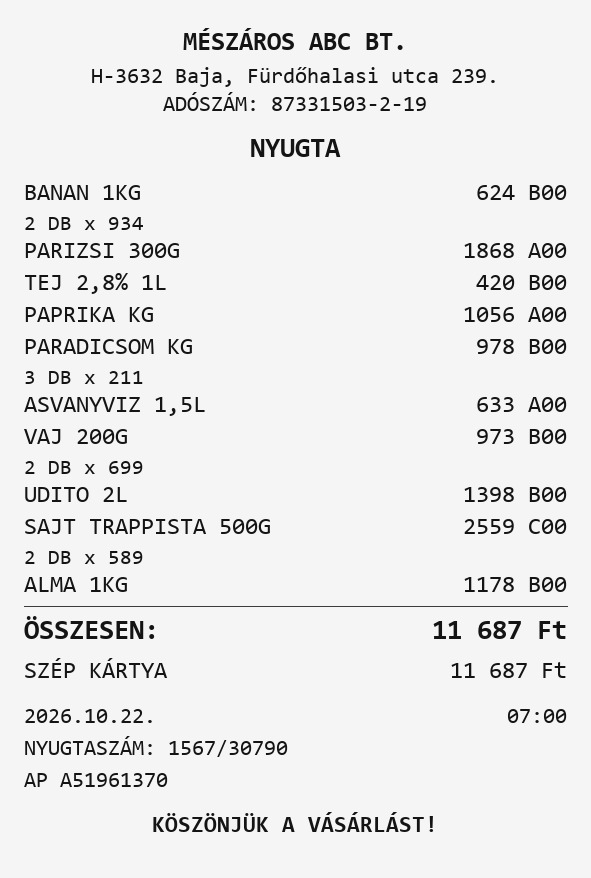 MÉSZÁROS ABC BT.
H-3632 Baja, Fürdőhalasi utca 239.
ADÓSZÁM: 87331503-2-19
NYUGTA
BANAN 1KG 624 B00
2 DB x 934
PARIZSI 300G 1868 A00
TEJ 2,8% 1L 420 B00
PAPRIKA KG 1056 A00
PARADICSOM KG 978 B00
3 DB x 211
ASVANYVIZ 1,5L 633 A00
VAJ 200G 973 B00
2 DB x 699
UDITO 2L 1398 B00
SAJT TRAPPISTA 500G 2559 C00
2 DB x 589
ALMA 1KG 1178 B00
ÖSSZESEN: 11 687 Ft
SZÉP KÁRTYA 11 687 Ft
2026.10.22. 07:00
NYUGTASZÁM: 1567/30790
AP A51961370
KÖSZÖNJÜK A VÁSÁRLÁST!